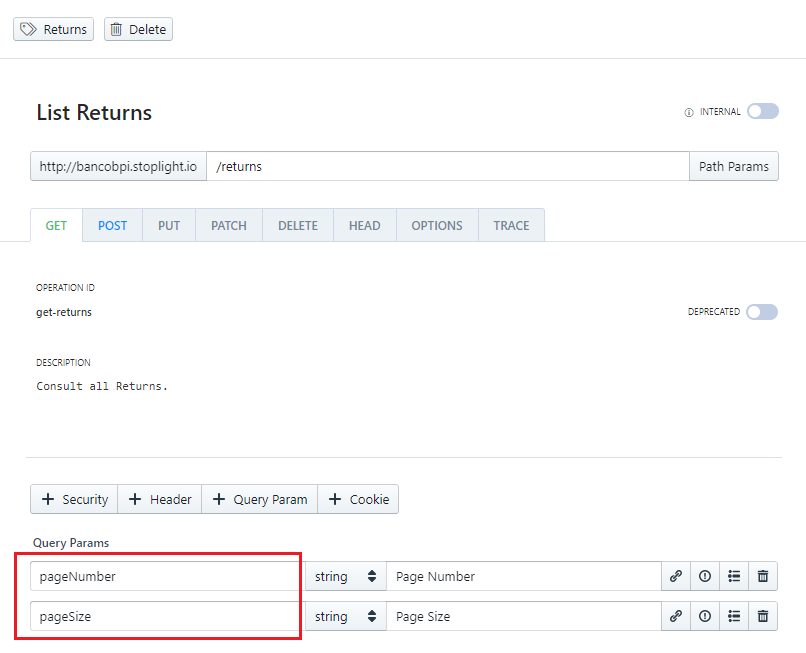 Returns Delete
List Returns
INTERNAL
http://bancobpi.stoplight.io /returns Path Params
GET POST PUT PATCH DELETE HEAD OPTIONS TRACE
OPERATION ID
get-returns
DEPRECATED
DESCRIPTION
Consult all Returns.
+ Security + Header + Query Param + Cookie
Query Params
pageNumber string Page Number
pageSize string Page Size